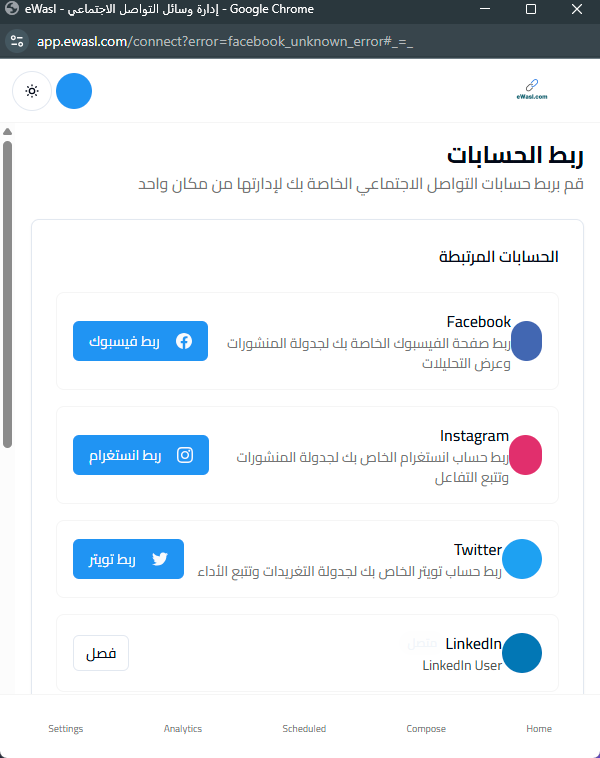 eWasl - إدارة وسائل التواصل الاجتماعي - Google Chrome
app.ewasl.com/connect?error=facebook_unknown_error#_=_
eWasl.com
ربط الحسابات
قم بربط حسابات التواصل الاجتماعي الخاصة بك لإدارتها من مكان واحد
الحسابات المرتبطة
Facebook
ربط صفحة الفيسبوك الخاصة بك لجدولة المنشورات
وعرض التحليلات
ربط فيسبوك
Instagram
ربط حساب انستغرام الخاص بك لجدولة المنشورات
وتتبع التفاعل
ربط انستغرام
Twitter
ربط حساب تويتر الخاص بك لجدولة التغريدات وتتبع الأداء
ربط تويتر
LinkedIn متصل
LinkedIn User
فصل
Settings
Analytics
Scheduled
Compose
Home